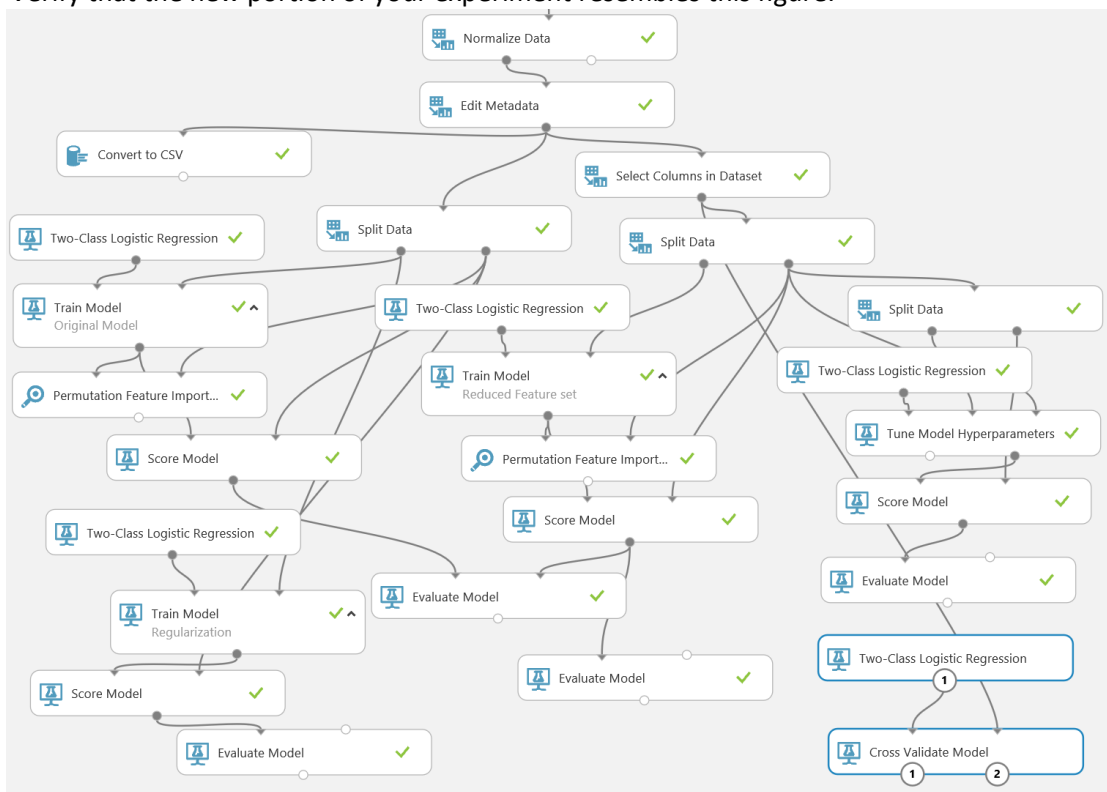 Verify that the new portion of your experiment resembles this figure:
Normalize Data
Edit Metadata
Convert to CSV
Select Columns in Dataset
Two-Class Logistic Regression
Split Data
Split Data
Train Model
Original Model
Two-Class Logistic Regression
Split Data
Permutation Feature Import...
Train Model
Reduced Feature set
Two-Class Logistic Regression
Tune Model Hyperparameters
Score Model
Permutation Feature Import...
Score Model
Two-Class Logistic Regression
Score Model
Evaluate Model
Evaluate Model
Train Model
Regularization
Two-Class Logistic Regression
1
Score Model
Evaluate Model
Evaluate Model
Cross Validate Model
1
2